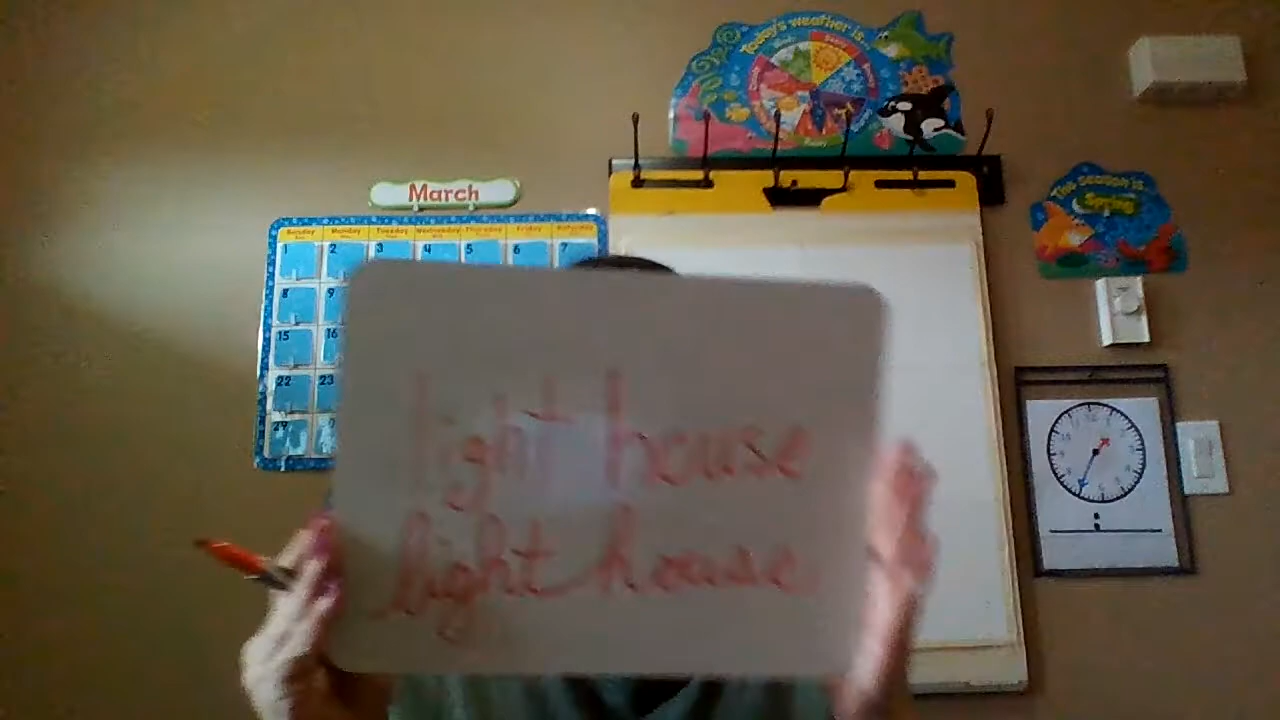 Today's weather is...
The season is...
Spring
March
Sunday Monday Tuesday Wednesday Thursday Friday Saturday
1 2 3 4 5 6 7
8 9
15 16
22 23
29
light house
light house
: